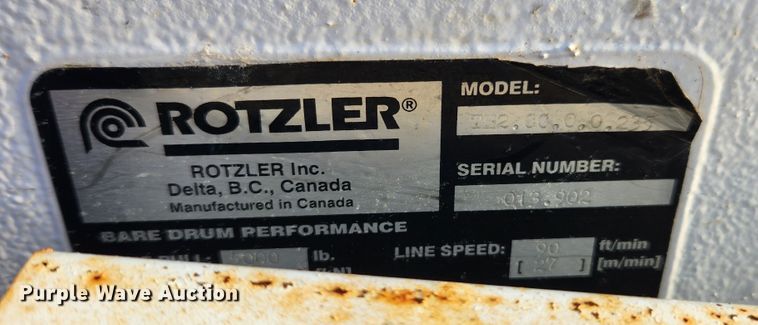 ROTZLER®
ROTZLER Inc.
Delta, B.C., Canada
Manufactured in Canada
MODEL:
SERIAL NUMBER:
BARE DRUM PERFORMANCE
PULL: lb.
LINE SPEED: 90 ft/min
[ 27 ] [m/min]
Purple Wave Auction